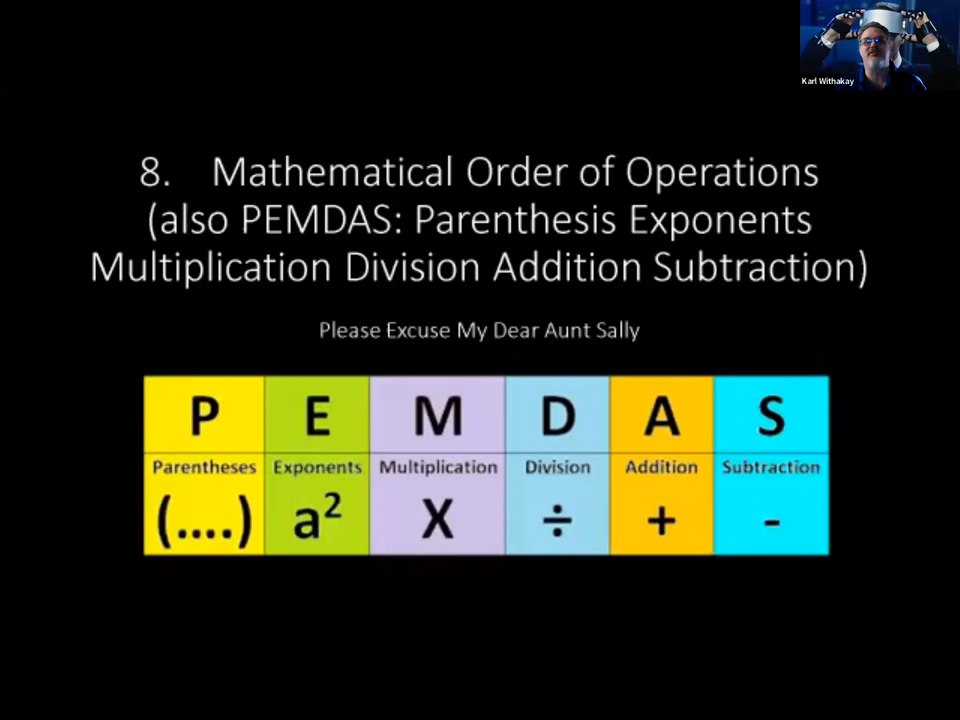 Karl Withakay
8. Mathematical Order of Operations
(also PEMDAS: Parenthesis Exponents
Multiplication Division Addition Subtraction)
Please Excuse My Dear Aunt Sally
P E M D A S
Parentheses Exponents Multiplication Division Addition Subtraction
(....) a² X ÷ + -